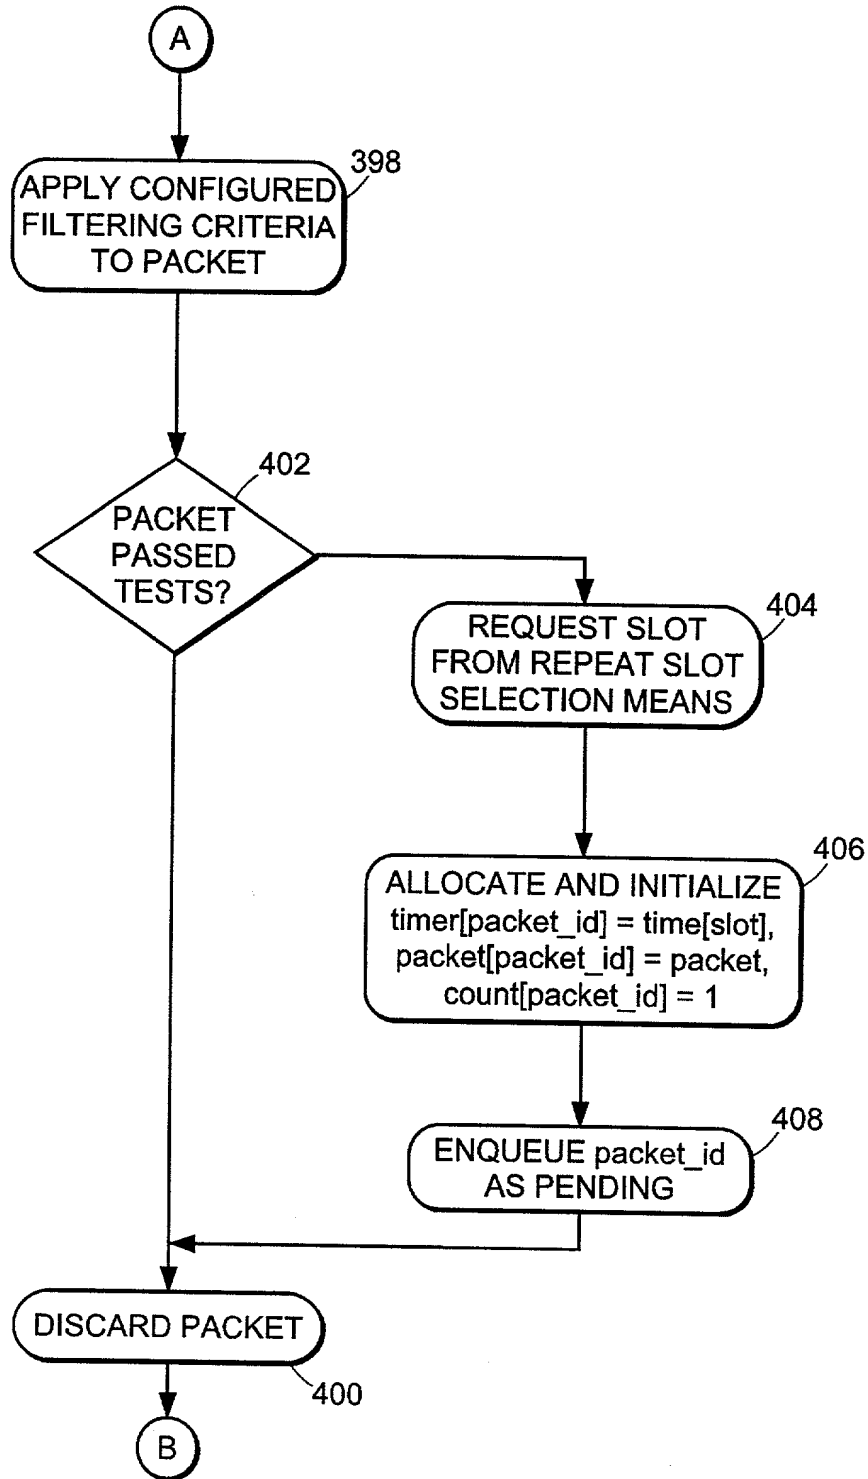 A
398
APPLY CONFIGURED
FILTERING CRITERIA
TO PACKET
402
PACKET
PASSED
TESTS?
404
REQUEST SLOT
FROM REPEAT SLOT
SELECTION MEANS
406
ALLOCATE AND INITIALIZE
timer[packet_id] = time[slot],
packet[packet_id] = packet,
count[packet_id] = 1
408
ENQUEUE packet_id
AS PENDING
DISCARD PACKET
400
B